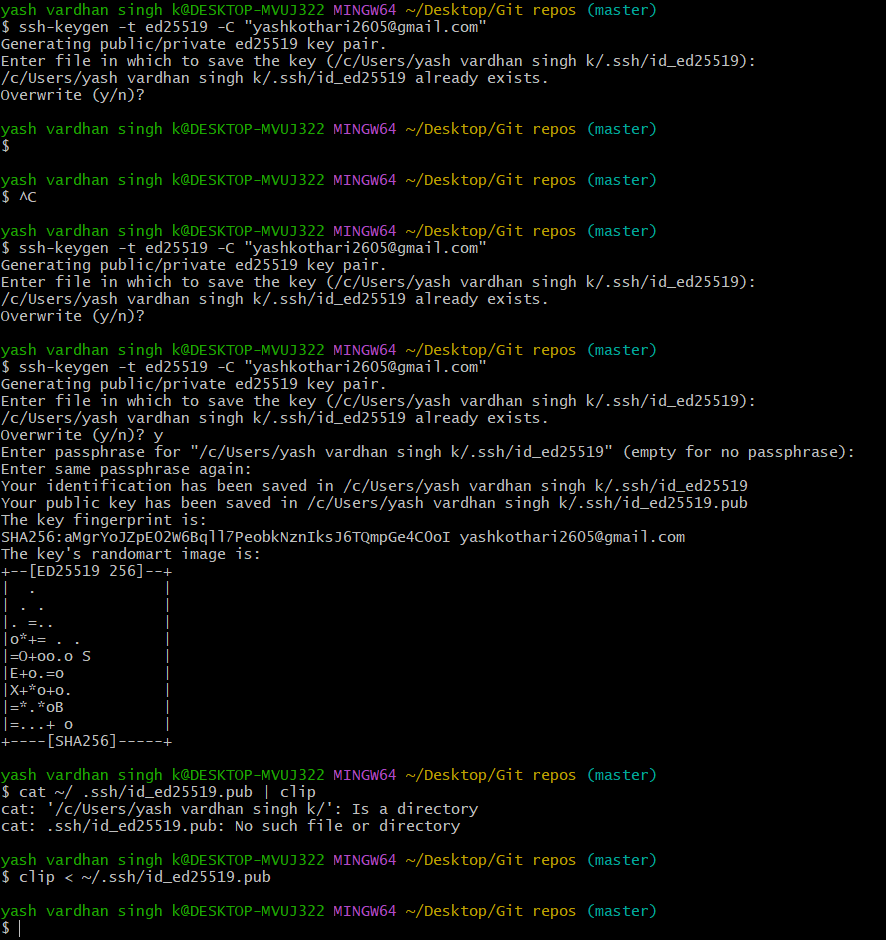 yash vardhan singh k@DESKTOP-MVUJ322 MINGW64 ~/Desktop/Git repos (master)
$ ssh-keygen -t ed25519 -C "yashkothari2605@gmail.com"
Generating public/private ed25519 key pair.
Enter file in which to save the key (/c/Users/yash vardhan singh k/.ssh/id_ed25519):
/c/Users/yash vardhan singh k/.ssh/id_ed25519 already exists.
Overwrite (y/n)?
yash vardhan singh k@DESKTOP-MVUJ322 MINGW64 ~/Desktop/Git repos (master)
$
yash vardhan singh k@DESKTOP-MVUJ322 MINGW64 ~/Desktop/Git repos (master)
$ ^C
yash vardhan singh k@DESKTOP-MVUJ322 MINGW64 ~/Desktop/Git repos (master)
$ ssh-keygen -t ed25519 -C "yashkothari2605@gmail.com"
Generating public/private ed25519 key pair.
Enter file in which to save the key (/c/Users/yash vardhan singh k/.ssh/id_ed25519):
/c/Users/yash vardhan singh k/.ssh/id_ed25519 already exists.
Overwrite (y/n)?
yash vardhan singh k@DESKTOP-MVUJ322 MINGW64 ~/Desktop/Git repos (master)
$ ssh-keygen -t ed25519 -C "yashkothari2605@gmail.com"
Generating public/private ed25519 key pair.
Enter file in which to save the key (/c/Users/yash vardhan singh k/.ssh/id_ed25519):
/c/Users/yash vardhan singh k/.ssh/id_ed25519 already exists.
Overwrite (y/n)? y
Enter passphrase for "/c/Users/yash vardhan singh k/.ssh/id_ed25519" (empty for no passphrase):
Enter same passphrase again:
Your identification has been saved in /c/Users/yash vardhan singh k/.ssh/id_ed25519
Your public key has been saved in /c/Users/yash vardhan singh k/.ssh/id_ed25519.pub
The key fingerprint is:
SHA256:aMgrYoJZpEO2W6Bqll7PeobkNznIksJ6TQmpGe4COoI yashkothari2605@gmail.com
The key's randomart image is:
+--[ED25519 256]--+
|  .              |
| . .             |
|. =..            |
|o*+= . .         |
|=O+oo.o S        |
|E+o.=o           |
|X+*o+o.          |
|=*.*oB           |
|=...+ o          |
+----[SHA256]-----+
yash vardhan singh k@DESKTOP-MVUJ322 MINGW64 ~/Desktop/Git repos (master)
$ cat ~/ .ssh/id_ed25519.pub | clip
cat: '/c/Users/yash vardhan singh k/': Is a directory
cat: .ssh/id_ed25519.pub: No such file or directory
yash vardhan singh k@DESKTOP-MVUJ322 MINGW64 ~/Desktop/Git repos (master)
$ clip < ~/.ssh/id_ed25519.pub
yash vardhan singh k@DESKTOP-MVUJ322 MINGW64 ~/Desktop/Git repos (master)
$